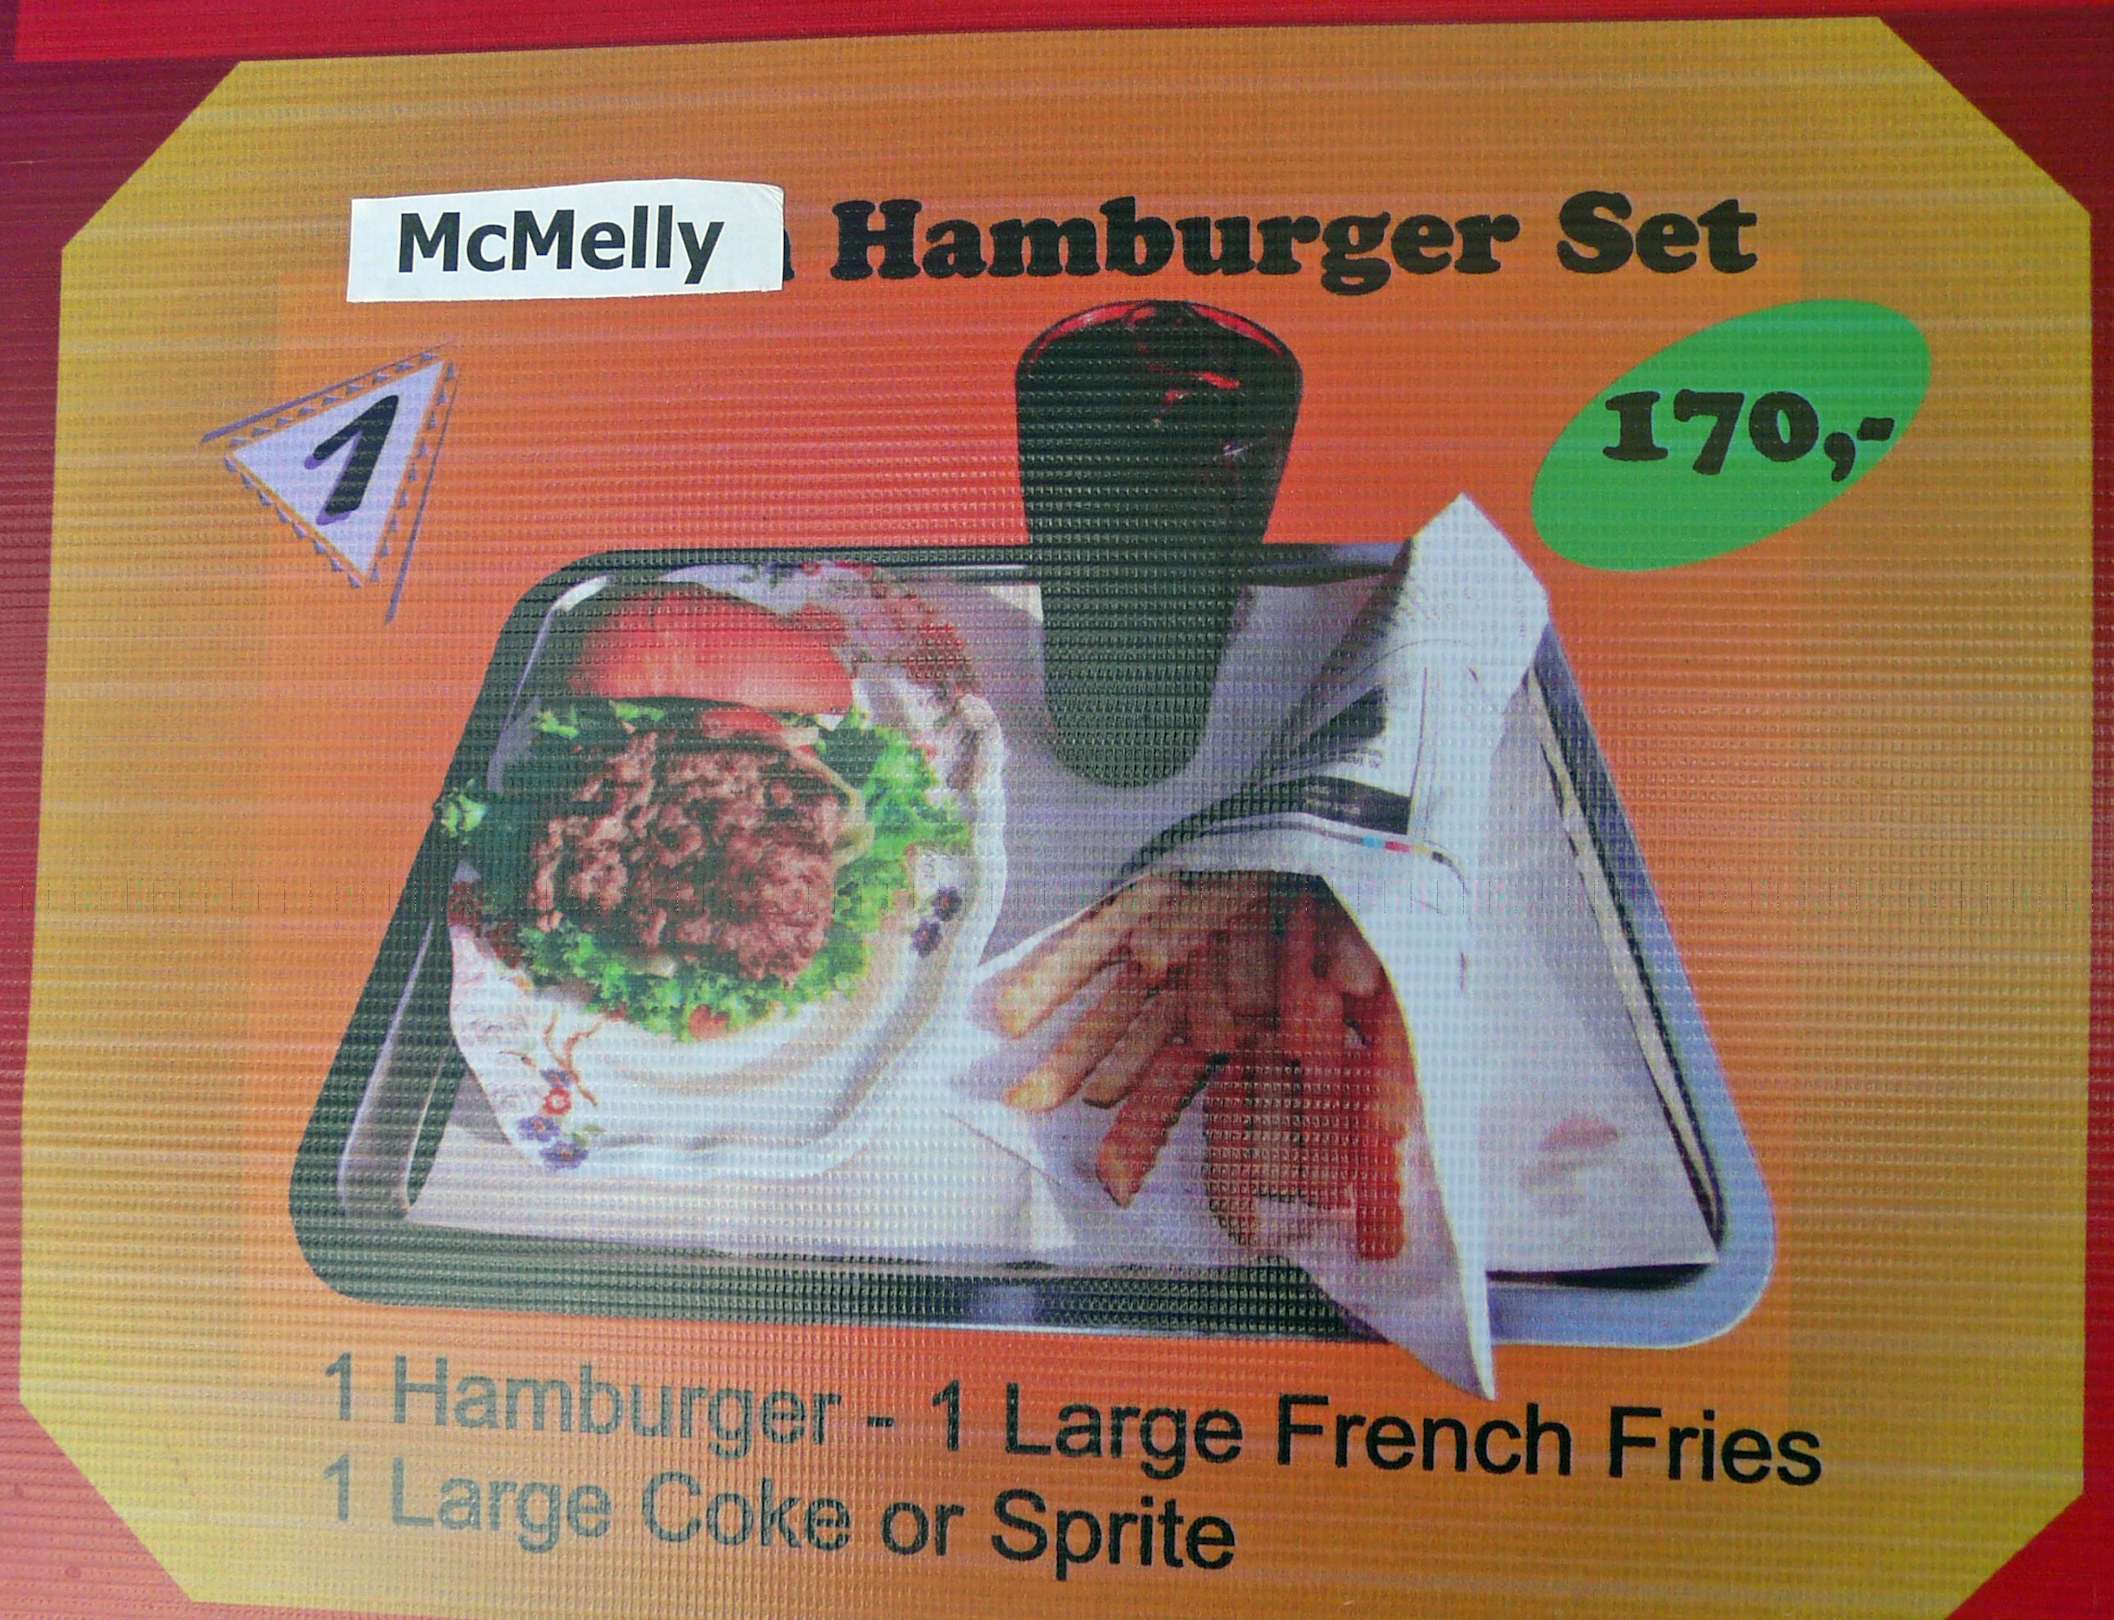 McMelly Hamburger Set
1
170,-
1 Hamburger - 1 Large French Fries
1 Large Coke or Sprite